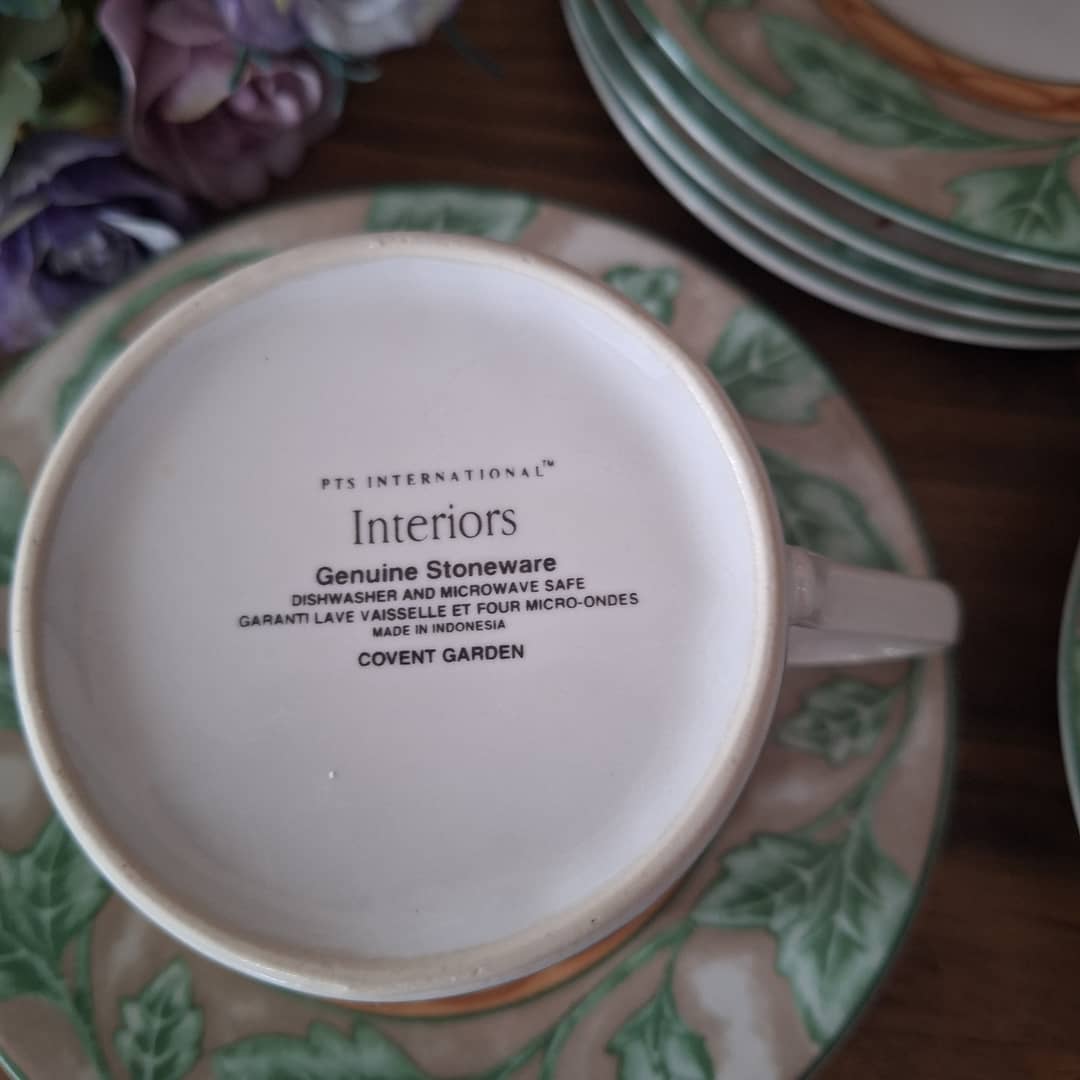 PTS INTERNATIONAL™
Interiors
Genuine Stoneware
DISHWASHER AND MICROWAVE SAFE
GARANTI LAVE VAISSELLE ET FOUR MICRO-ONDES
MADE IN INDONESIA
COVENT GARDEN